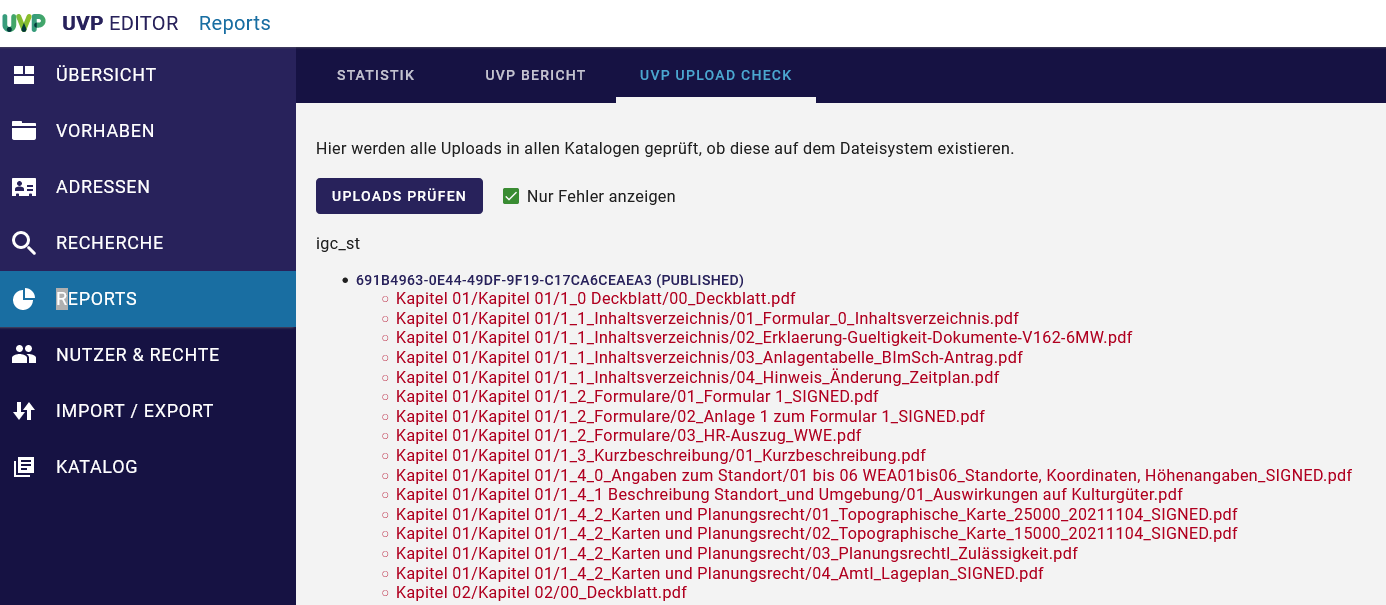 UVP UVP EDITOR Reports
ÜBERSICHT
VORHABEN
ADRESSEN
RECHERCHE
REPORTS
NUTZER & RECHTE
IMPORT / EXPORT
KATALOG
STATISTIK UVP BERICHT UVP UPLOAD CHECK
Hier werden alle Uploads in allen Katalogen geprüft, ob diese auf dem Dateisystem existieren.
UPLOADS PRÜFEN Nur Fehler anzeigen
igc_st
691B4963-0E44-49DF-9F19-C17CA6CEAEA3 (PUBLISHED)
Kapitel 01/Kapitel 01/1_0 Deckblatt/00_Deckblatt.pdf
Kapitel 01/Kapitel 01/1_1_Inhaltsverzeichnis/01_Formular_0_Inhaltsverzeichnis.pdf
Kapitel 01/Kapitel 01/1_1_Inhaltsverzeichnis/02_Erklaerung-Gueltigkeit-Dokumente-V162-6MW.pdf
Kapitel 01/Kapitel 01/1_1_Inhaltsverzeichnis/03_Anlagentabelle_BImSch-Antrag.pdf
Kapitel 01/Kapitel 01/1_1_Inhaltsverzeichnis/04_Hinweis_Änderung_Zeitplan.pdf
Kapitel 01/Kapitel 01/1_2_Formulare/01_Formular 1_SIGNED.pdf
Kapitel 01/Kapitel 01/1_2_Formulare/02_Anlage 1 zum Formular 1_SIGNED.pdf
Kapitel 01/Kapitel 01/1_2_Formulare/03_HR-Auszug_WWE.pdf
Kapitel 01/Kapitel 01/1_3_Kurzbeschreibung/01_Kurzbeschreibung.pdf
Kapitel 01/Kapitel 01/1_4_0_Angaben zum Standort/01 bis 06 WEA01bis06_Standorte, Koordinaten, Höhenangaben_SIGNED.pdf
Kapitel 01/Kapitel 01/1_4_1 Beschreibung Standort_und Umgebung/01_Auswirkungen auf Kulturgüter.pdf
Kapitel 01/Kapitel 01/1_4_2_Karten und Planungsrecht/01_Topographische_Karte_25000_20211104_SIGNED.pdf
Kapitel 01/Kapitel 01/1_4_2_Karten und Planungsrecht/02_Topographische_Karte_15000_20211104_SIGNED.pdf
Kapitel 01/Kapitel 01/1_4_2_Karten und Planungsrecht/03_Planungsrechtl_Zulässigkeit.pdf
Kapitel 01/Kapitel 01/1_4_2_Karten und Planungsrecht/04_Amtl_Lageplan_SIGNED.pdf
Kapitel 02/Kapitel 02/00_Deckblatt.pdf